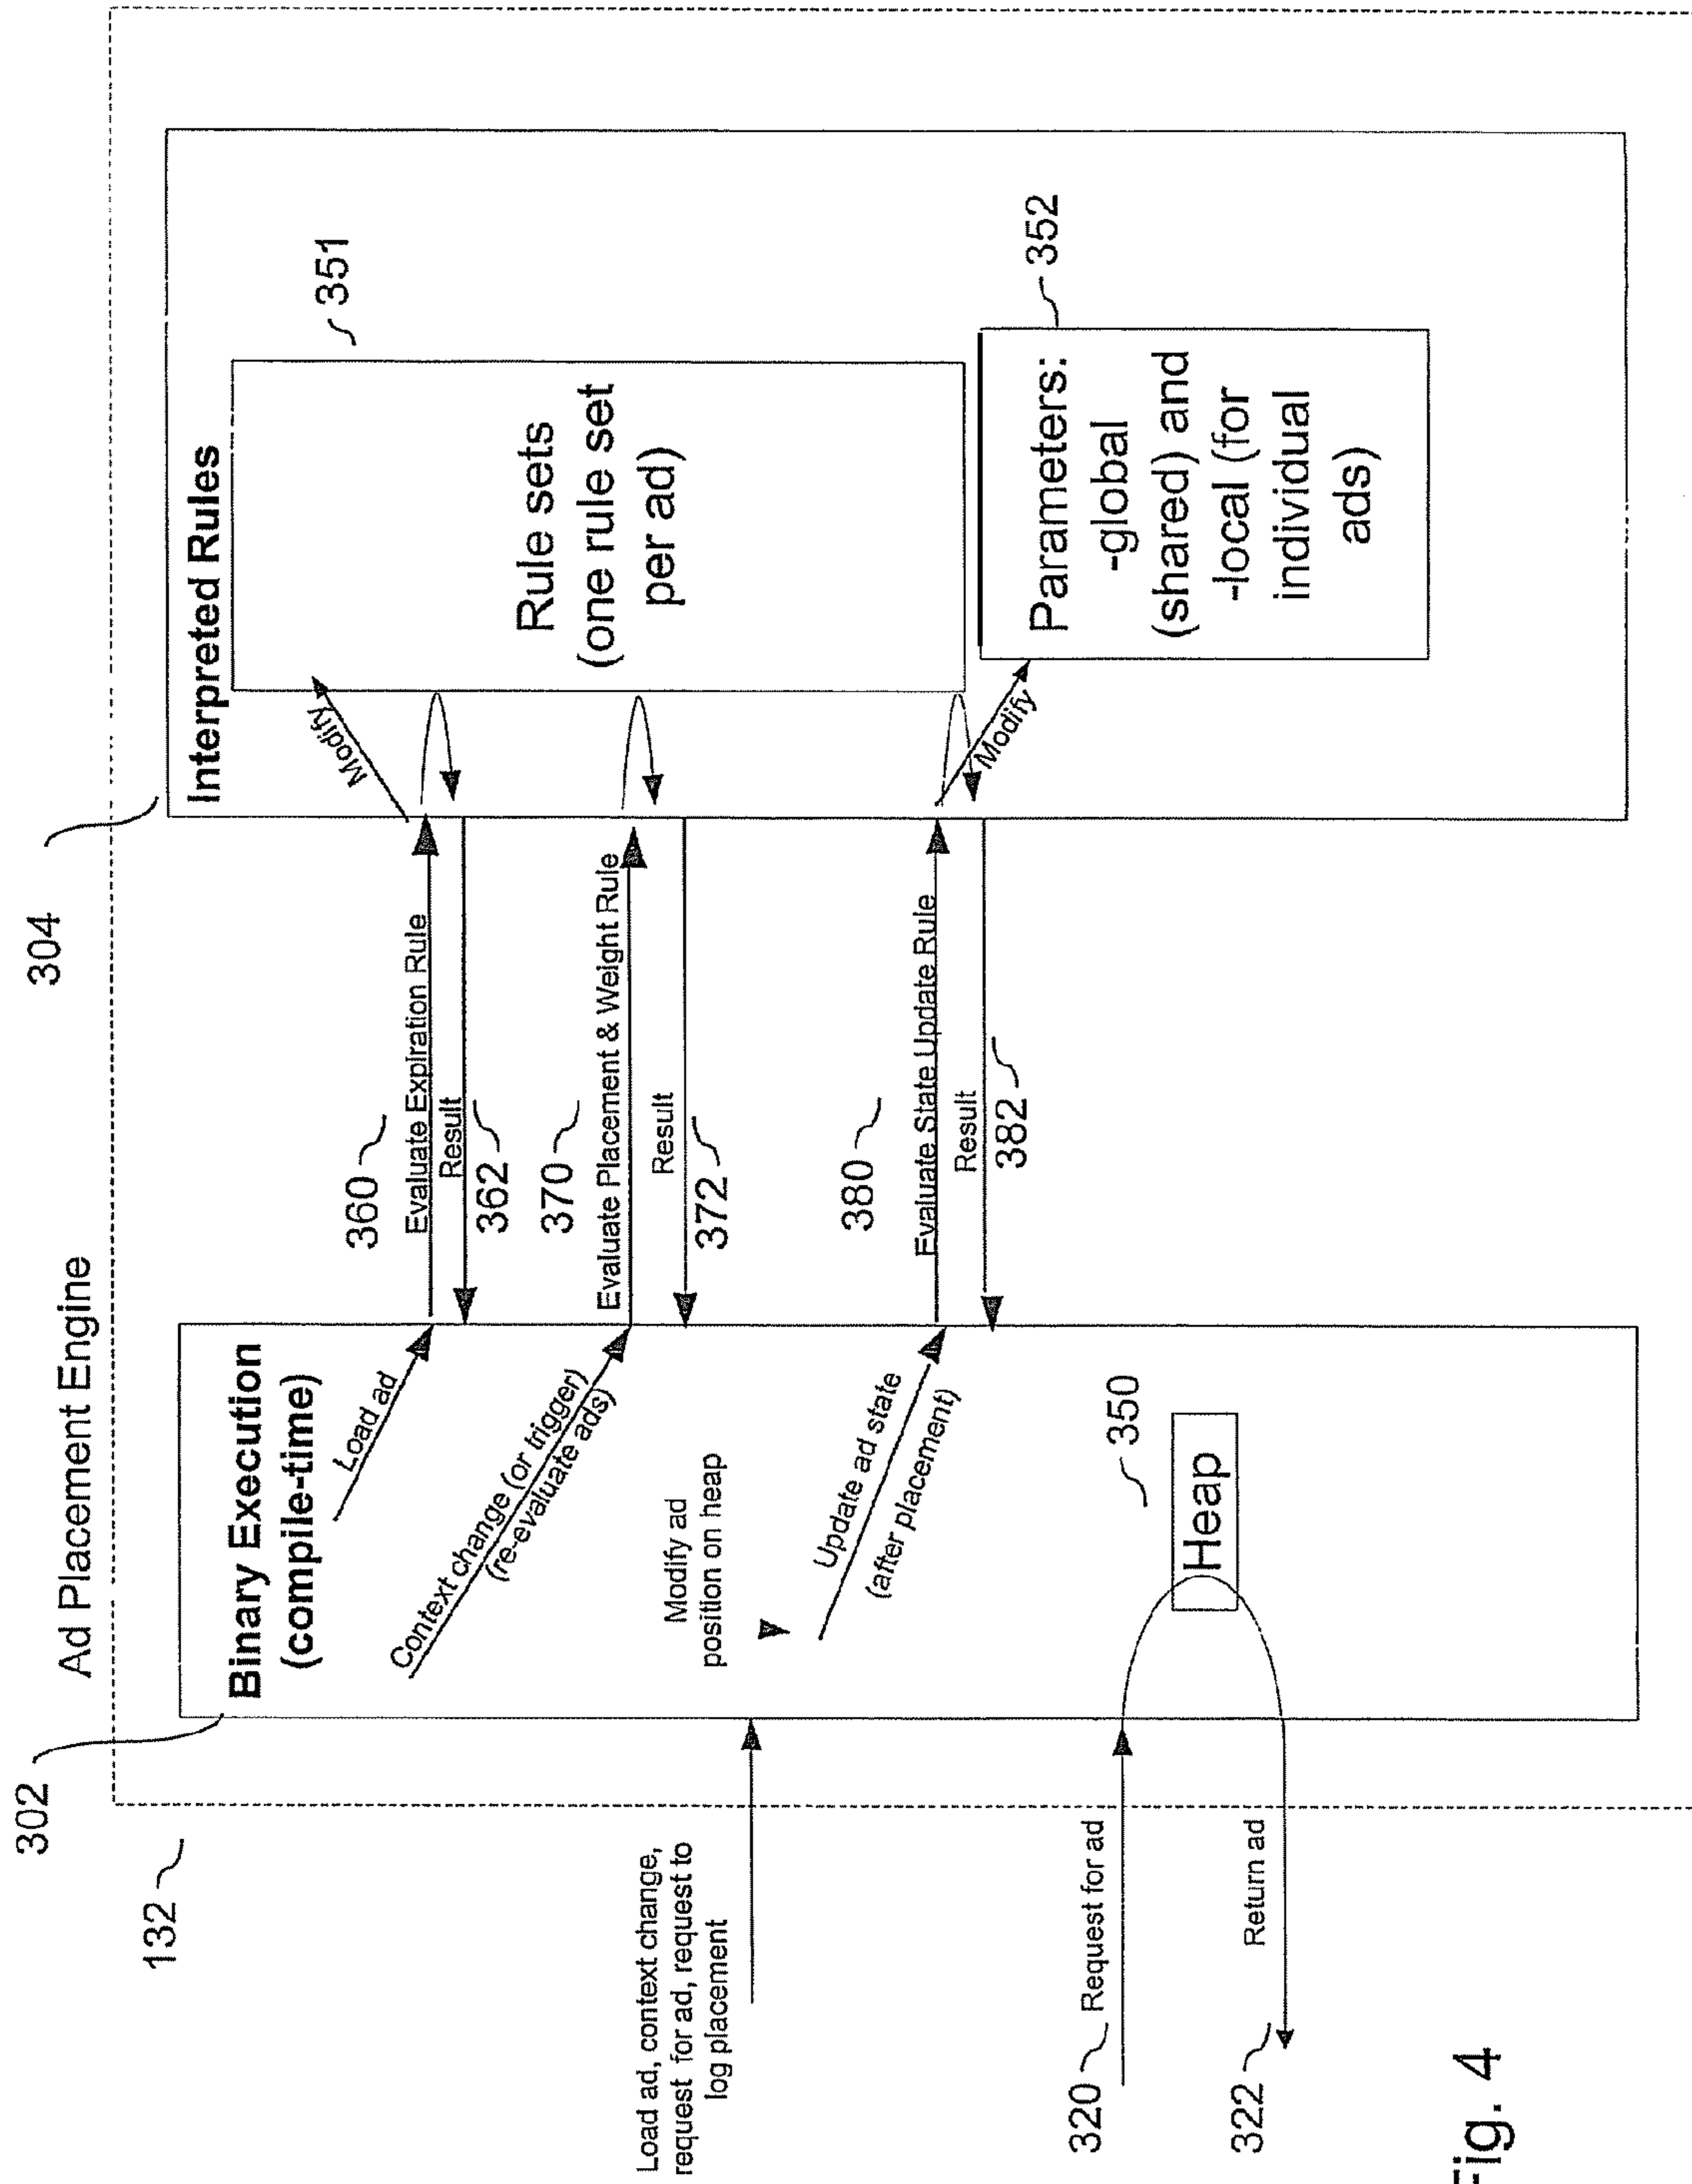 Ad Placement Engine
132
302
304
Binary Execution
(compile-time)
Load ad
Context change (or trigger)
(re-evaluate ads)
Modify ad
position on heap
Update ad state
(after placement)
350
Heap
Load ad, context change,
request for ad, request to
log placement
320
Request for ad
322
Return ad
360
Evaluate Expiration Rule
Result
362
370
Evaluate Placement & Weight Rule
Result
372
380
Evaluate State Update Rule
Result
382
Interpreted Rules
Modify
351
Rule sets
(one rule set
per ad)
Modify
352
Parameters:
-global
(shared) and
-local (for
individual
ads)
Fig. 4